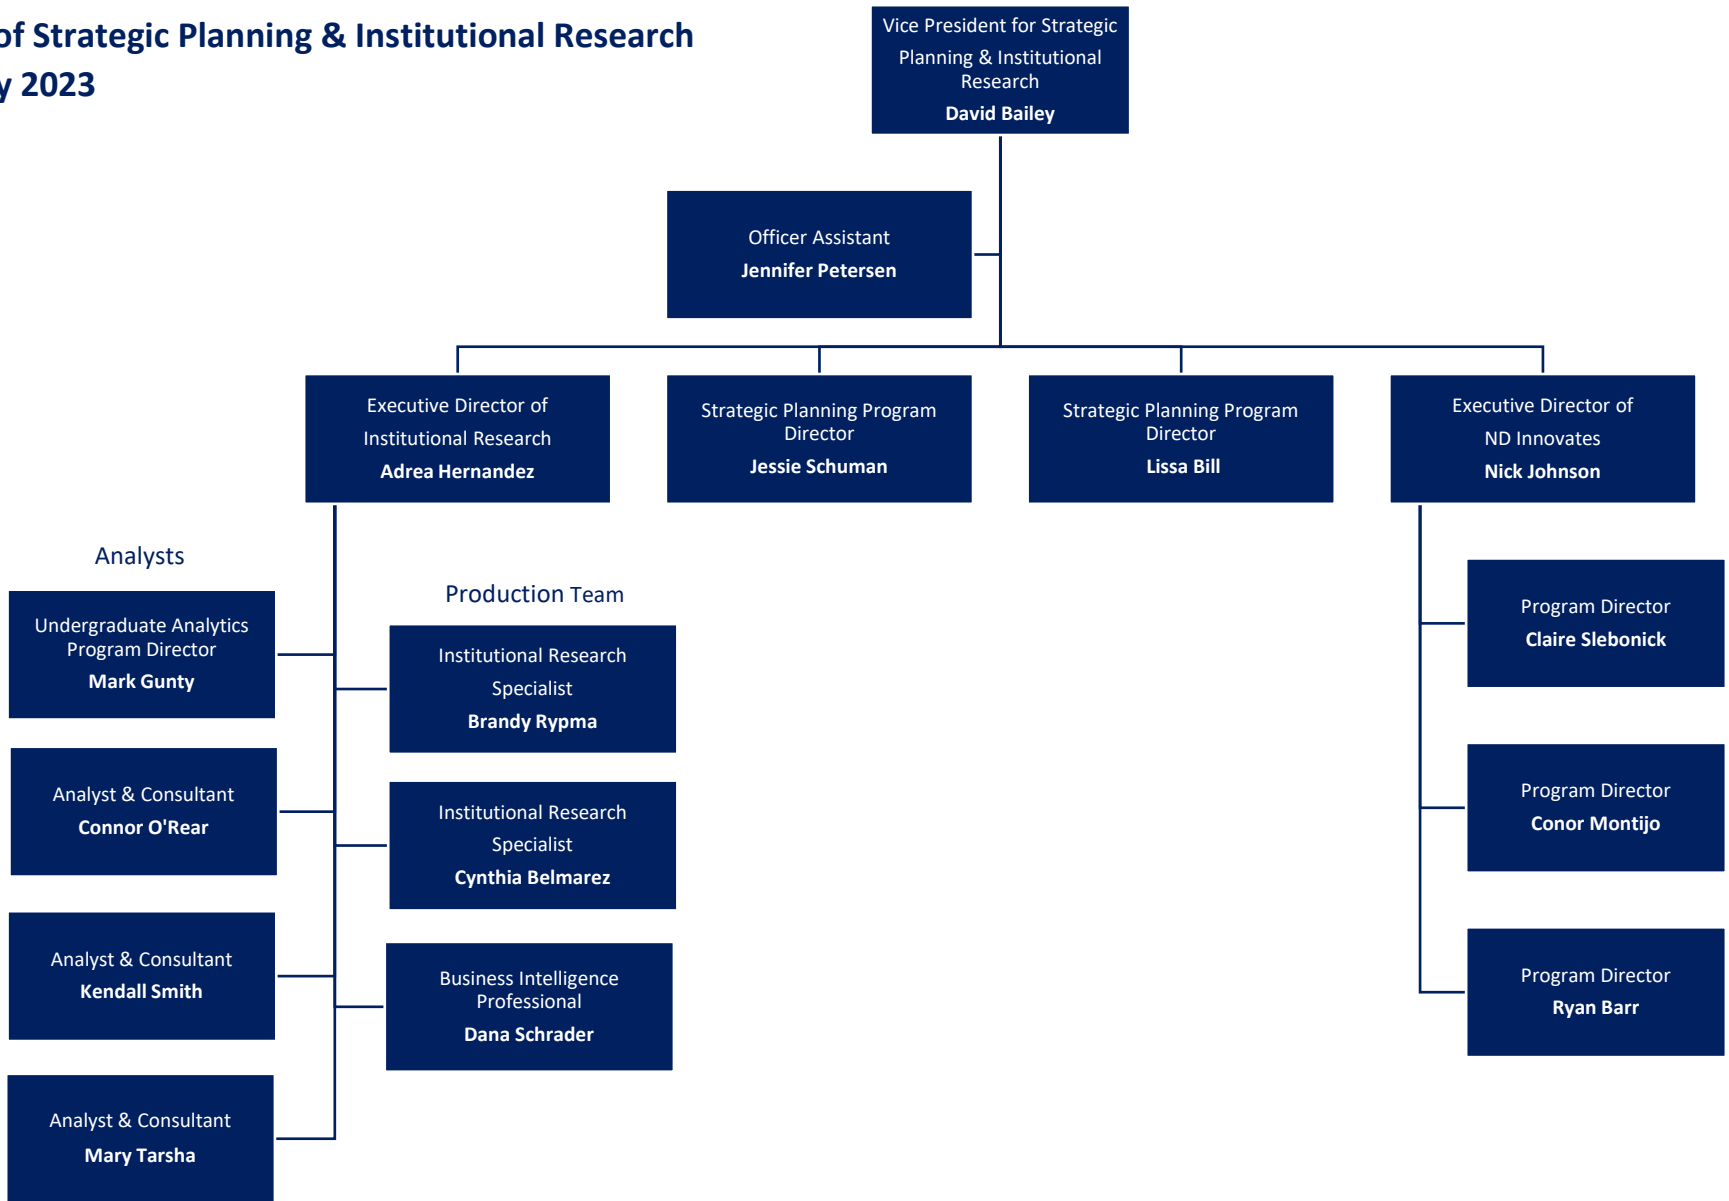 of Strategic Planning & Institutional Research
2023
Vice President for Strategic
Planning & Institutional
Research
David Bailey
Officer Assistant
Jennifer Petersen
Executive Director of
Institutional Research
Adrea Hernandez
Strategic Planning Program
Director
Jessie Schuman
Strategic Planning Program
Director
Lissa Bill
Executive Director of
ND Innovates
Nick Johnson
Analysts
Undergraduate Analytics
Program Director
Mark Gunty
Analyst & Consultant
Connor O'Rear
Analyst & Consultant
Kendall Smith
Analyst & Consultant
Mary Tarsha
Production Team
Institutional Research
Specialist
Brandy Rypma
Institutional Research
Specialist
Cynthia Belmarez
Business Intelligence
Professional
Dana Schrader
Program Director
Claire Slebonick
Program Director
Conor Montijo
Program Director
Ryan Barr